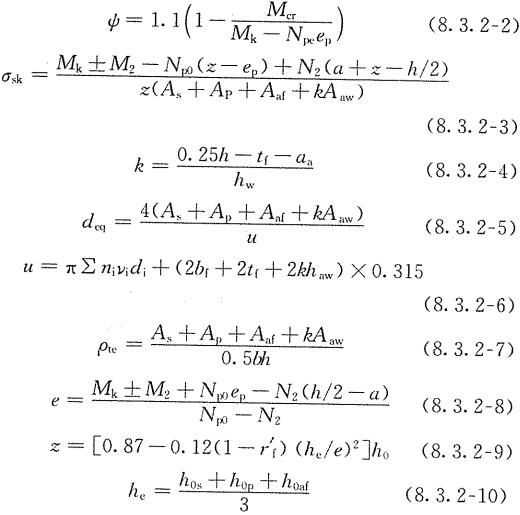 ψ = 1.1(1 − M_cr / (M_k − N_pe e_p)) (8.3.2-2)
σ_sk = (M_k ± M_2 − N_p0(z − e_p) + N_2(a + z − h/2)) / (z(A_s + A_P + A_af + kA_aw))
(8.3.2-3)
k = (0.25h − t_f − a_a) / h_w (8.3.2-4)
d_eq = 4(A_s + A_p + A_af + kA_aw) / u (8.3.2-5)
u = π Σ n_i ν_i d_i + (2b_f + 2t_f + 2kh_aw) × 0.315
(8.3.2-6)
ρ_te = (A_s + A_p + A_af + kA_aw) / 0.5bh (8.3.2-7)
e = (M_k ± M_2 + N_p0 e_p − N_2(h/2 − a)) / (N_p0 − N_2) (8.3.2-8)
z = [0.87 − 0.12(1 − r′_f)(h_e/e)²]h_0 (8.3.2-9)
h_e = (h_0s + h_0p + h_0af) / 3 (8.3.2-10)